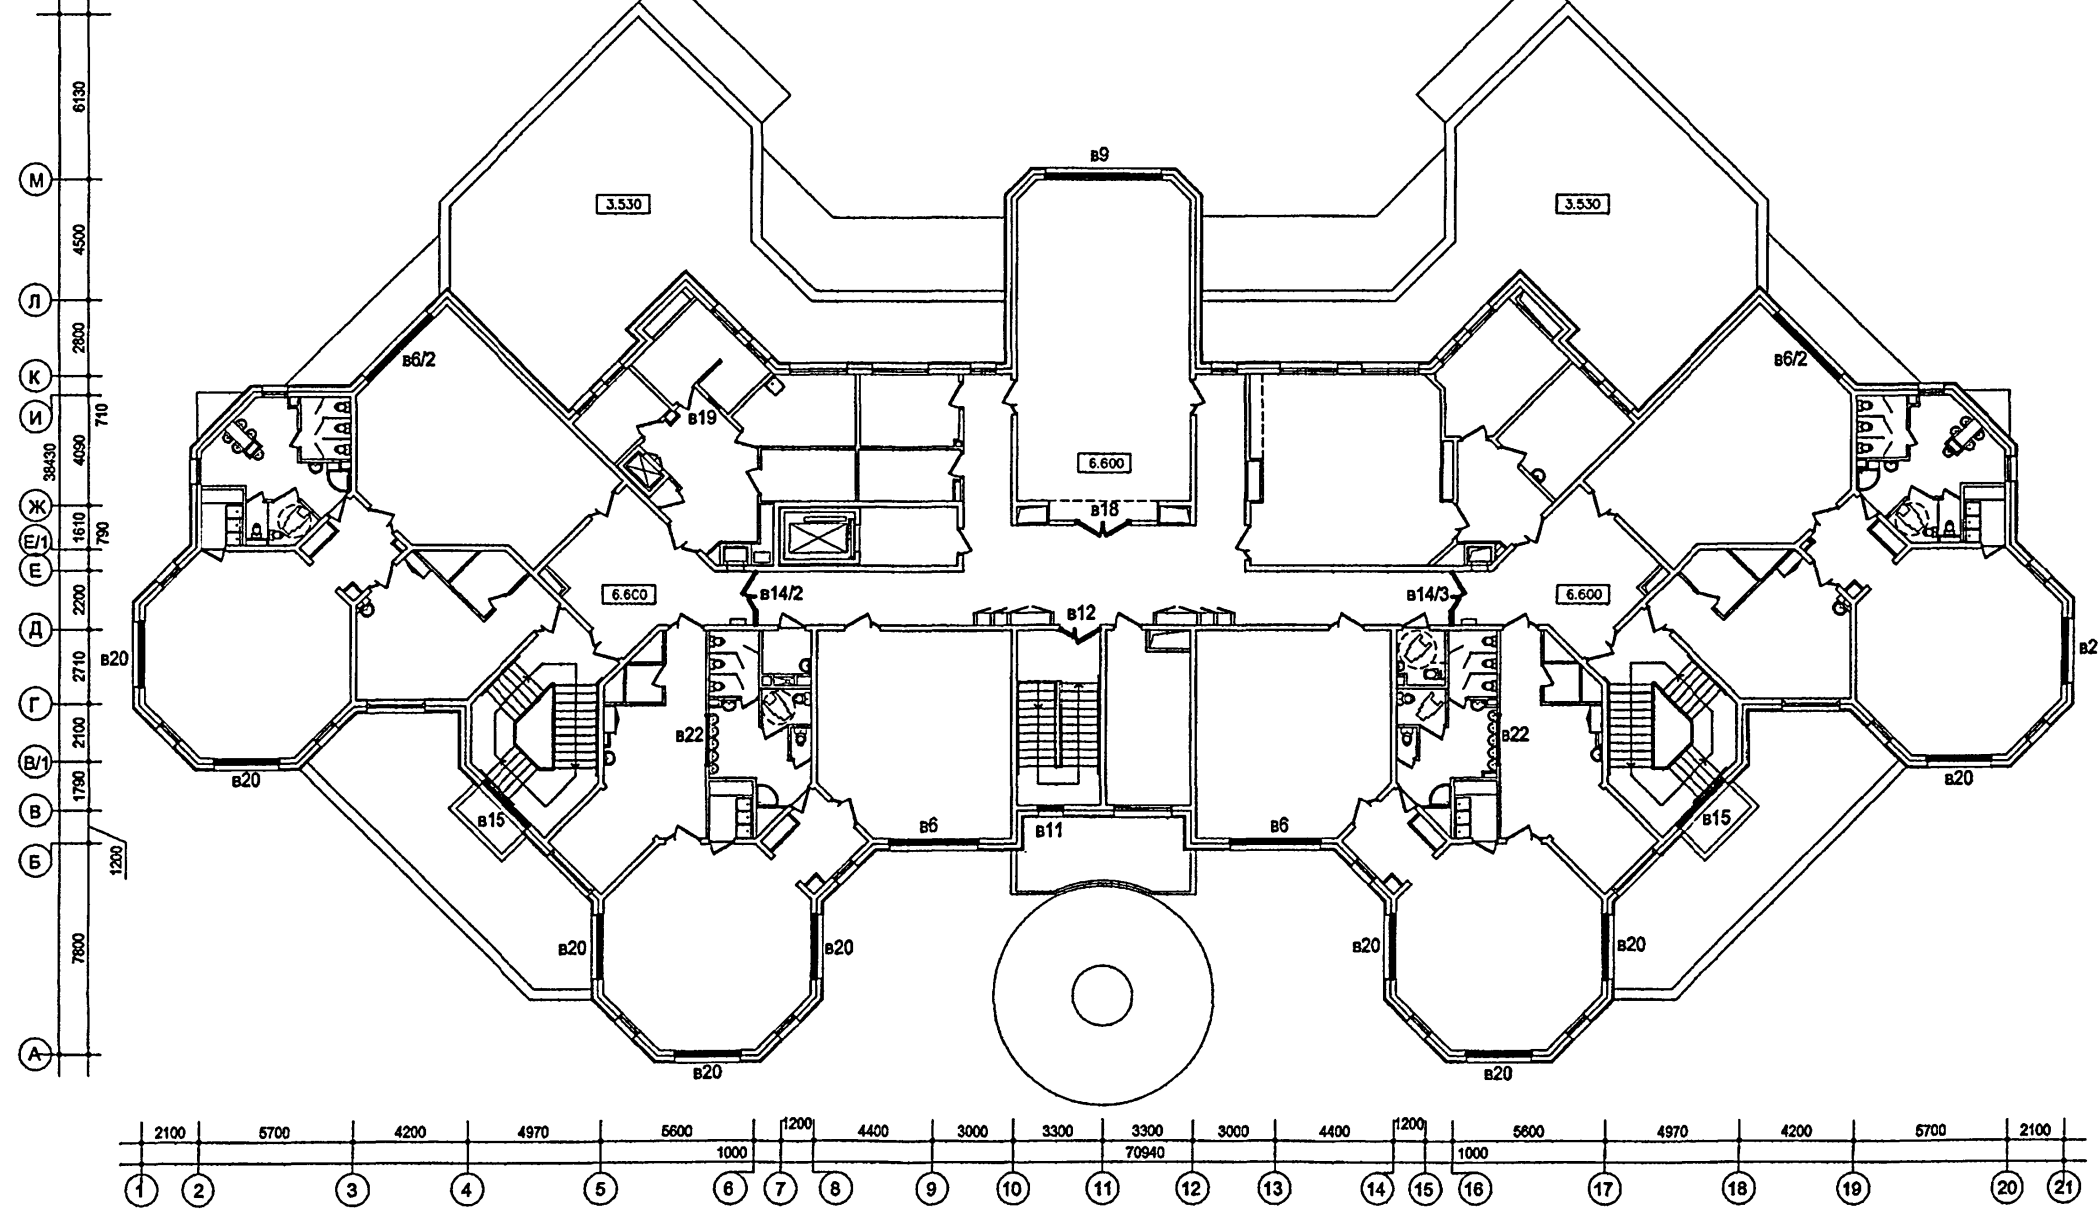 в9
6130
М
3.530
3.530
4500
Л
2800
в6/2
в6/2
К
И
710
в19
4090
38430
6.600
Ж
в18
1610
Е/1
790
Е
2200
6.600
в14/2
в14/3
6.600
Д
в12
2710
в20
в2
Г
2100
в22
в22
В/1
в20
в20
1790
В
в15
в6
в11
в6
в15
Б
1200
7800
в20
в20
в20
в20
А
в20
в20
2100 5700 4200 4970 5600 1200 4400 3000 3300 3300 3000 4400 1200 5600 4970 4200 5700 2100
1000 70940 1000
1 2 3 4 5 6 7 8 9 10 11 12 13 14 15 16 17 18 19 20 21